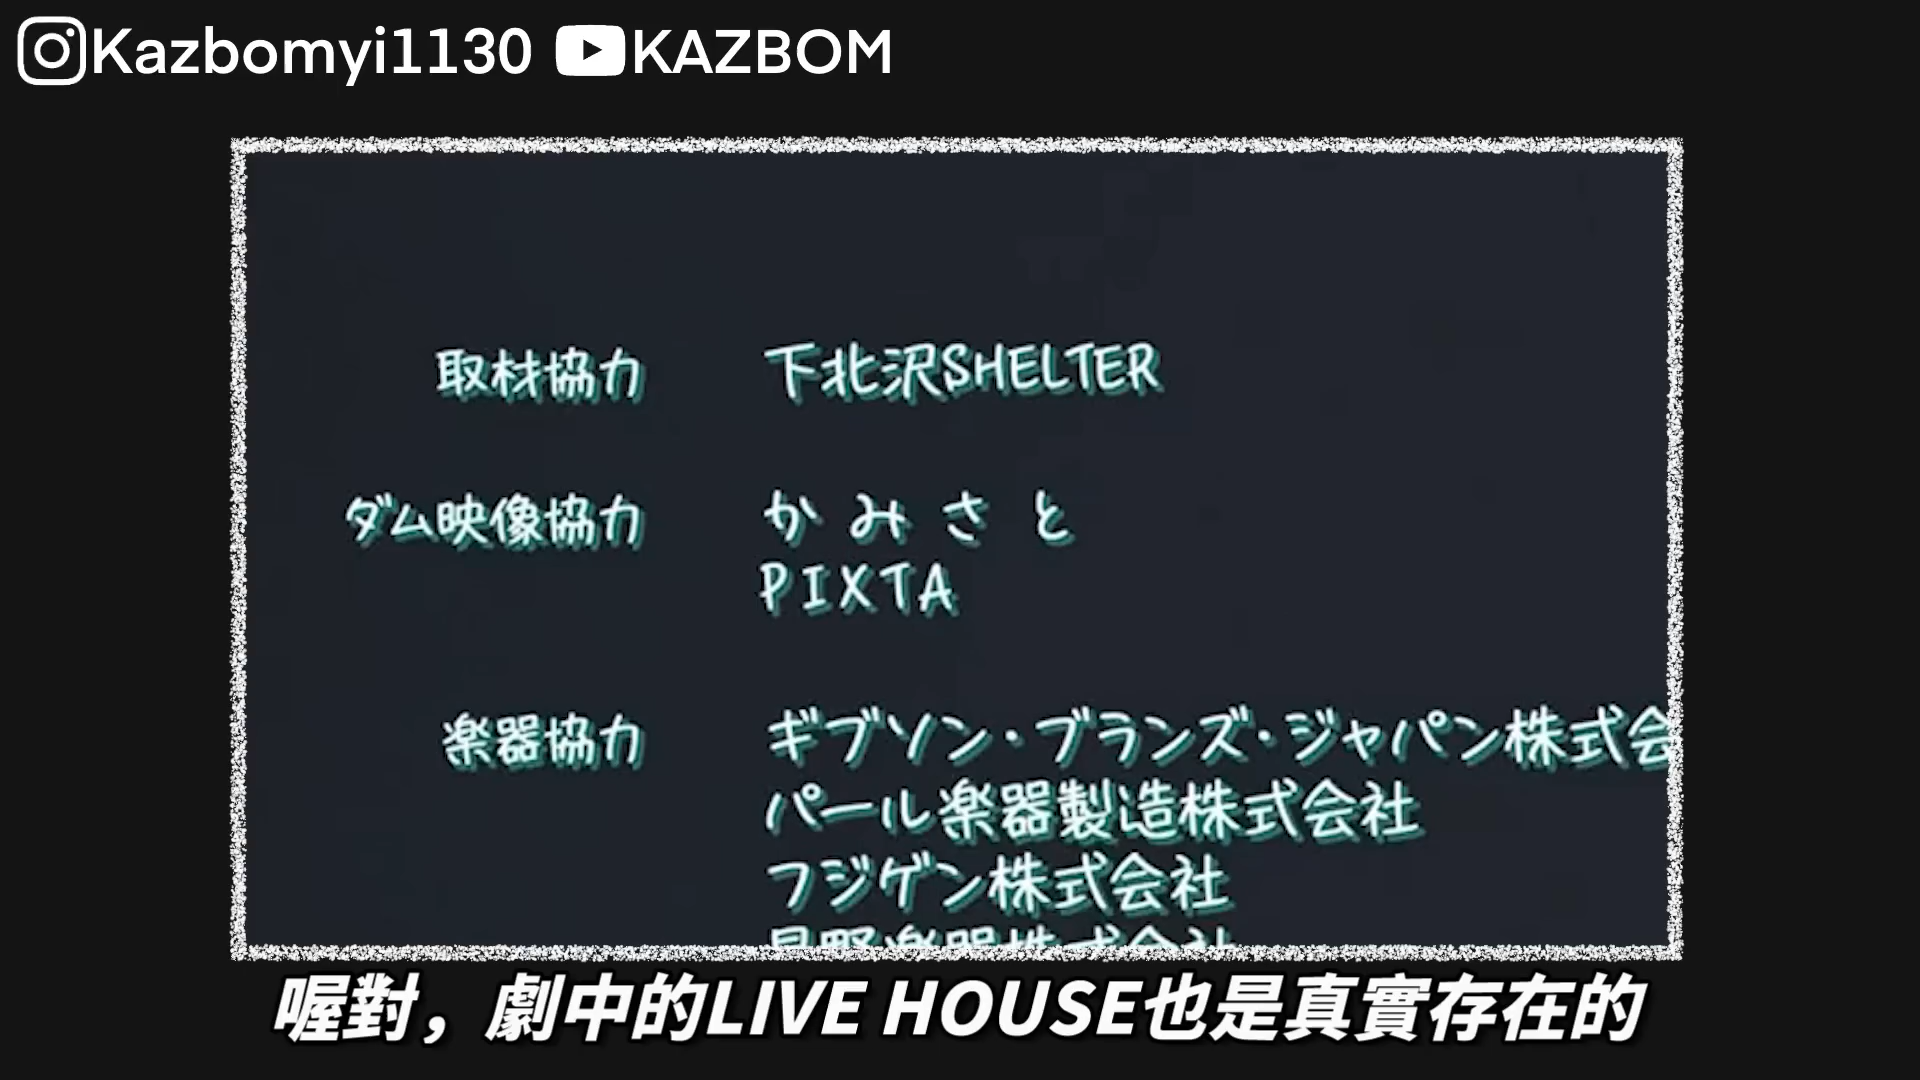 Kazbomyi1130 KAZBOM
取材協力 下北沢SHELTER
ダム映像協力 かみさと
PIXTA
楽器協力 ギブソン・ブランズ・ジャパン株式会
パール楽器製造株式会社
フジゲン株式会社
喔對，劇中的LIVE HOUSE也是真實存在的